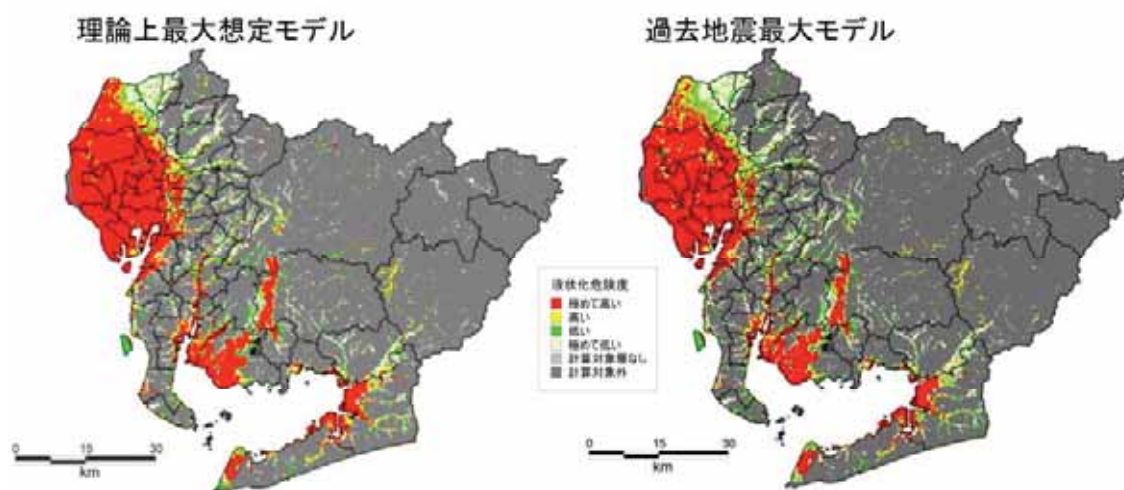 理論上最大想定モデル
過去地震最大モデル
液状化危険度
極めて高い
高い
低い
極めて低い
計算対象層なし
計算対象外
0 15 30
km
0 15 30
km